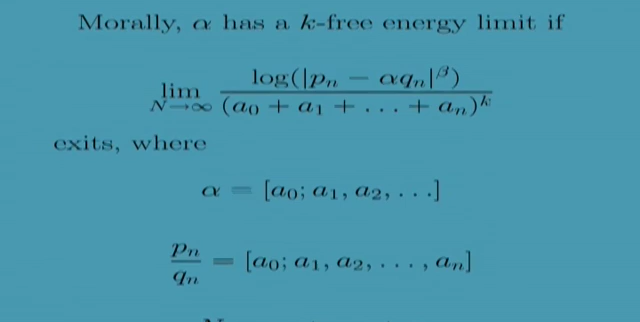 Morally, α has a k-free energy limit if
lim_{N→∞} log(|p_n − αq_n|^β) / (a_0 + a_1 + . . . + a_n)^k
exits, where
α = [a_0; a_1, a_2, . . .]
p_n / q_n = [a_0; a_1, a_2, . . . , a_n]